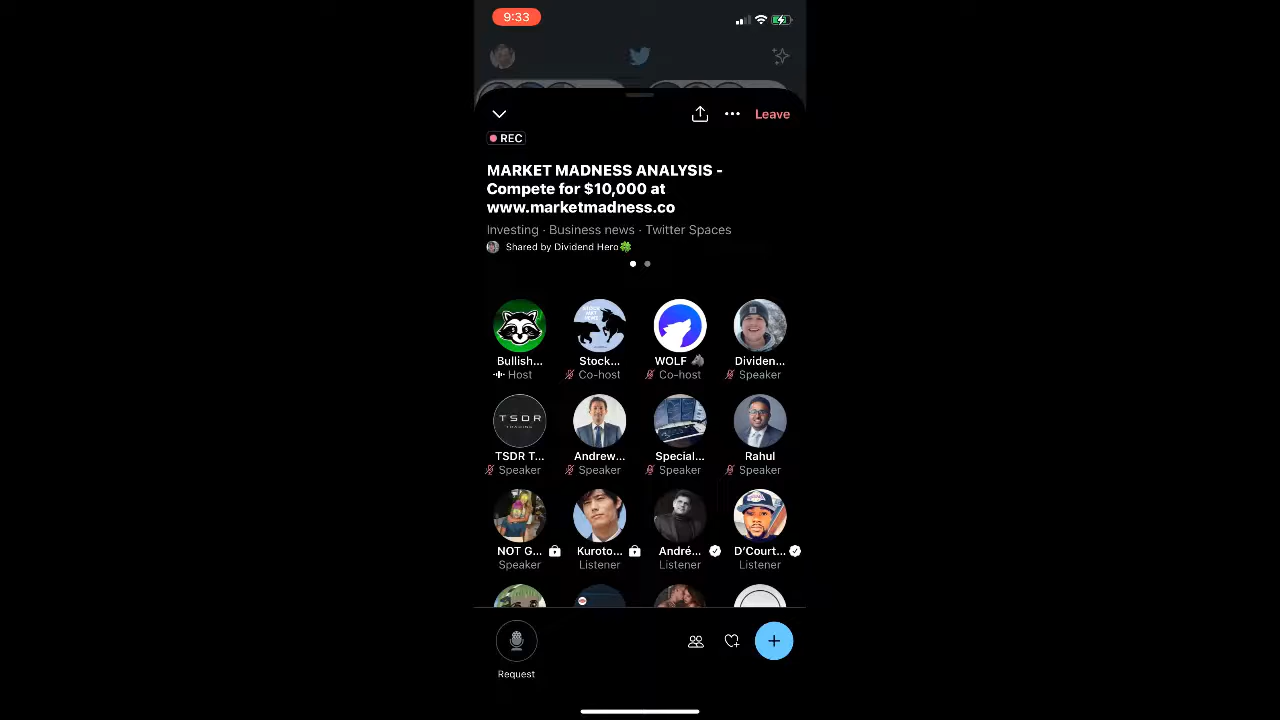 9:33
Leave
REC
MARKET MADNESS ANALYSIS -
Compete for $10,000 at
www.marketmadness.co
Investing · Business news · Twitter Spaces
Shared by Dividend Hero🍀
Bullish... Stock... WOLF 🐺 Dividen...
Host Co-host Co-host Speaker
TSDR
TRADING
TSDR T... Andrew... Special... Rahul
Speaker Speaker Speaker Speaker
NOT G... Kuroto... André... D'Court...
Speaker Listener Listener Listener
Request